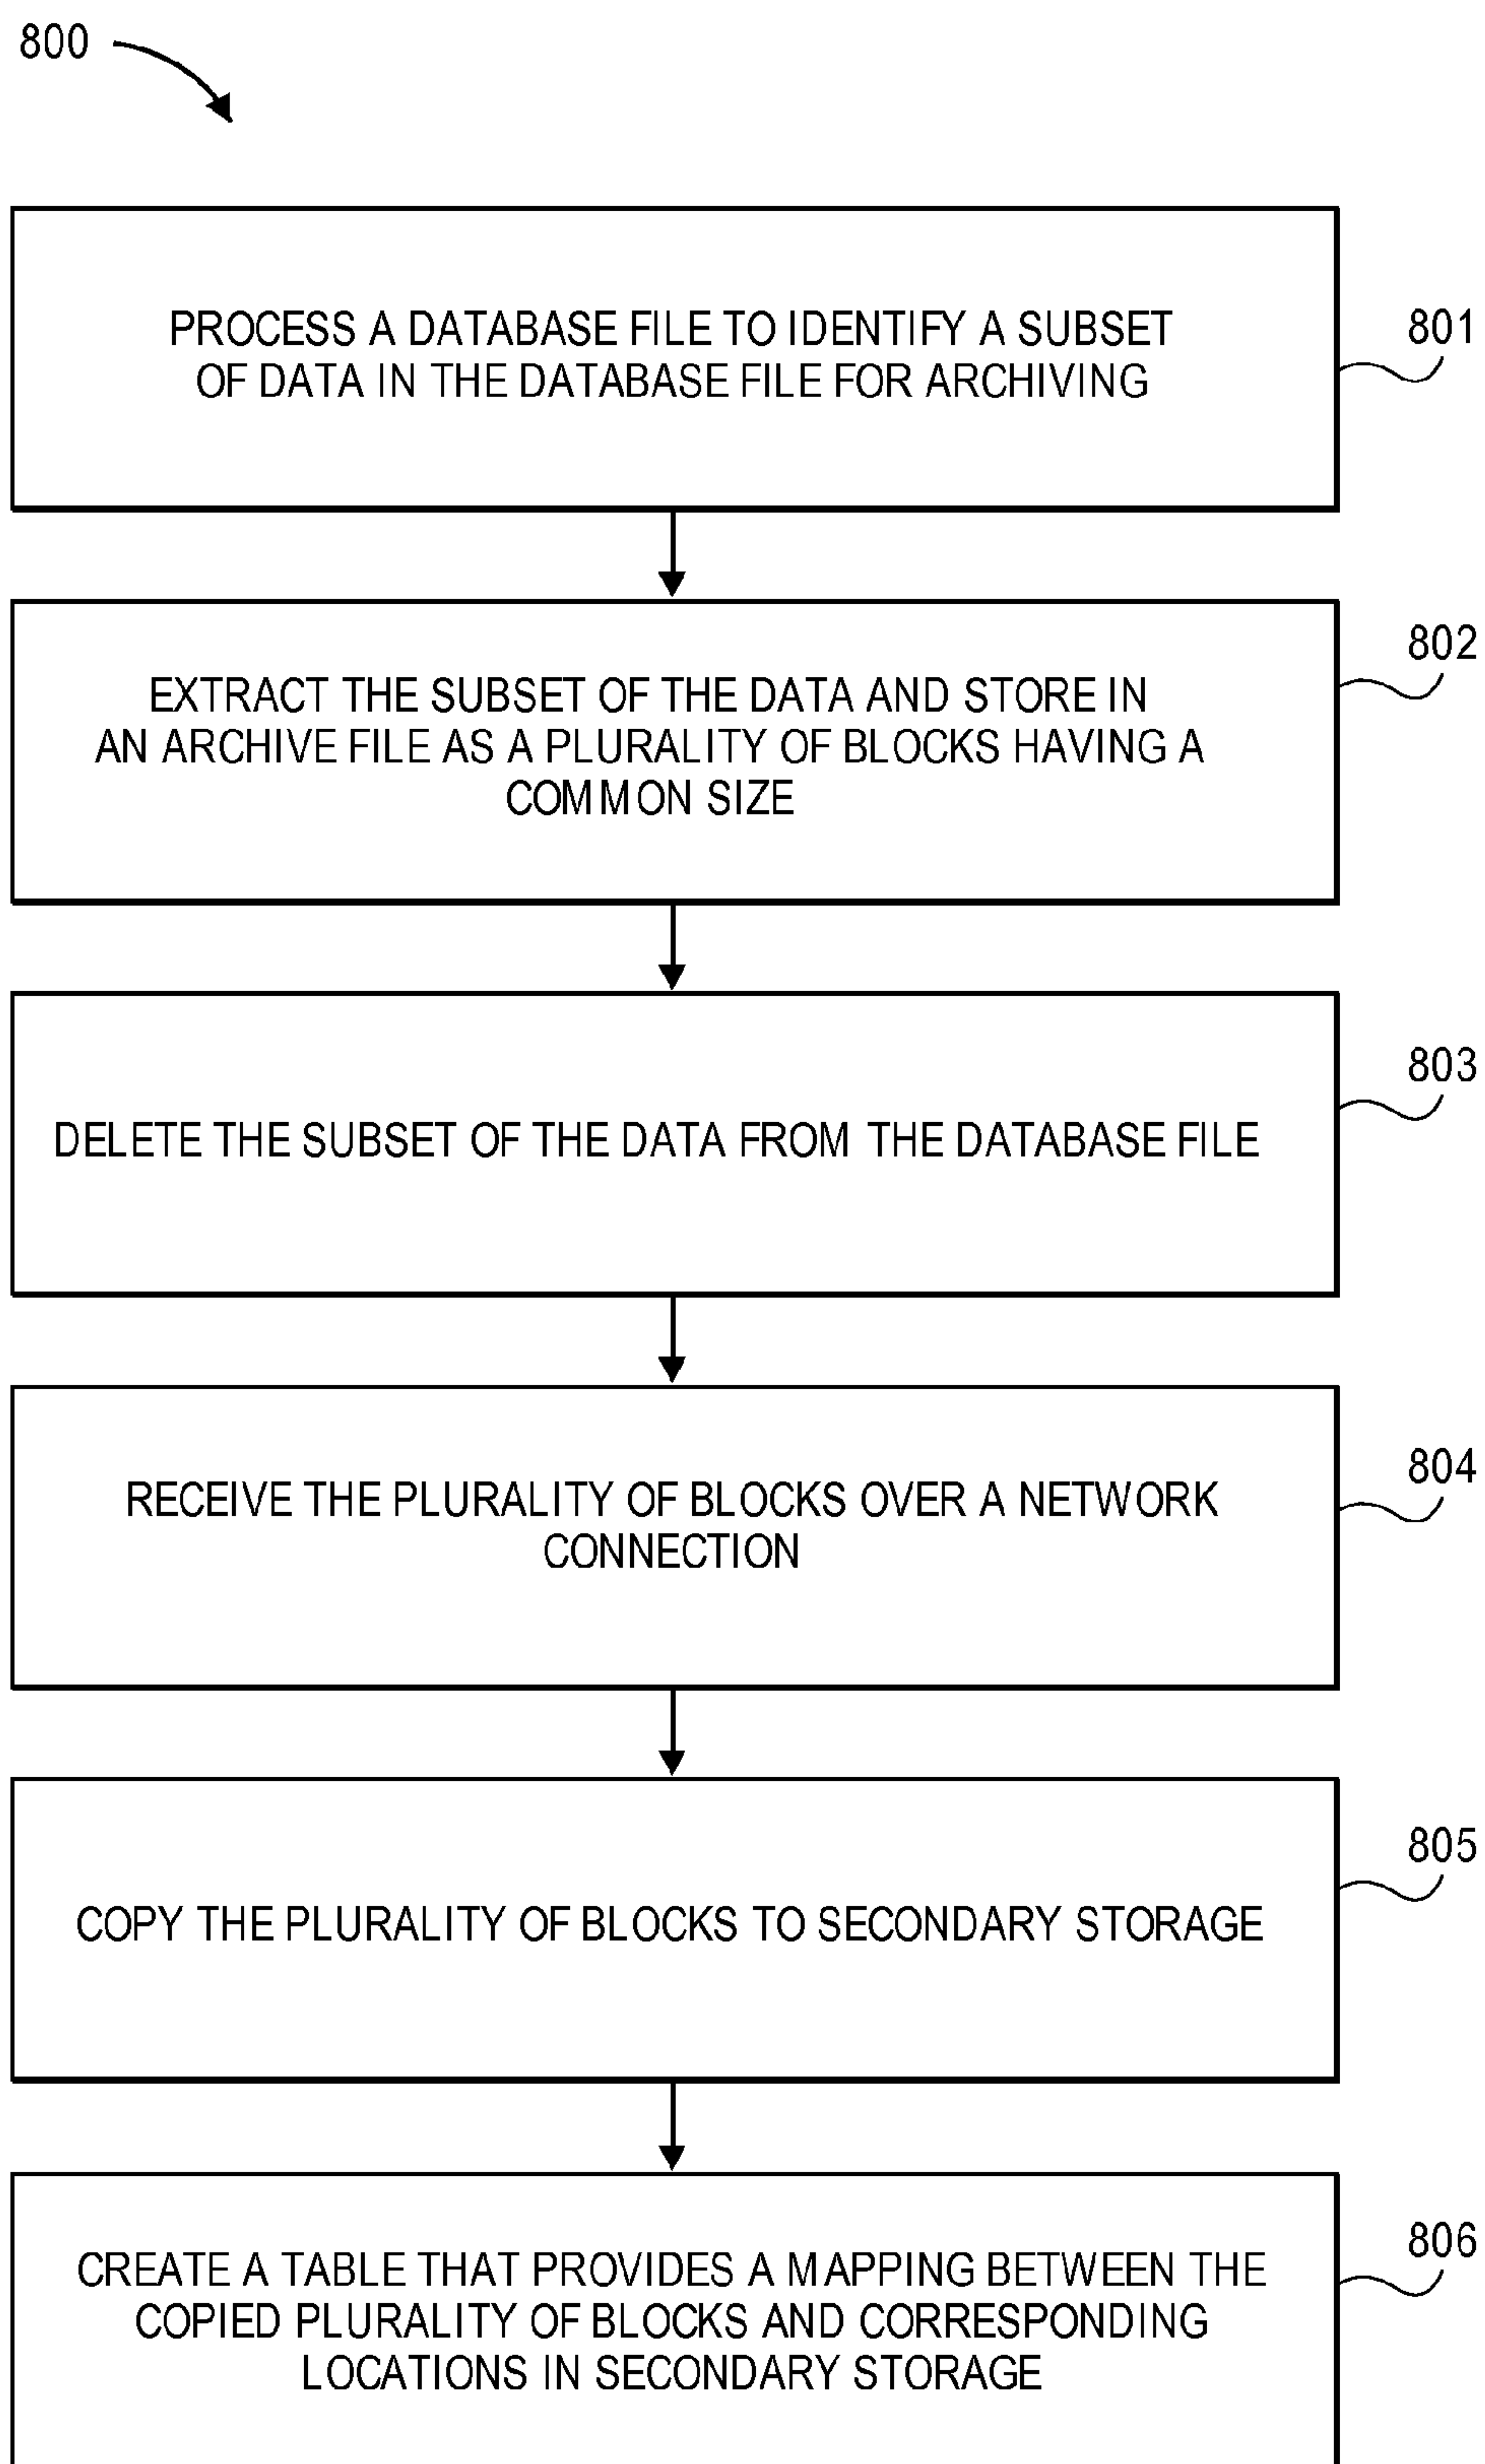 800
PROCESS A DATABASE FILE TO IDENTIFY A SUBSET
OF DATA IN THE DATABASE FILE FOR ARCHIVING
801
EXTRACT THE SUBSET OF THE DATA AND STORE IN
AN ARCHIVE FILE AS A PLURALITY OF BLOCKS HAVING A
COMMON SIZE
802
DELETE THE SUBSET OF THE DATA FROM THE DATABASE FILE
803
RECEIVE THE PLURALITY OF BLOCKS OVER A NETWORK
CONNECTION
804
COPY THE PLURALITY OF BLOCKS TO SECONDARY STORAGE
805
CREATE A TABLE THAT PROVIDES A MAPPING BETWEEN THE
COPIED PLURALITY OF BLOCKS AND CORRESPONDING
LOCATIONS IN SECONDARY STORAGE
806